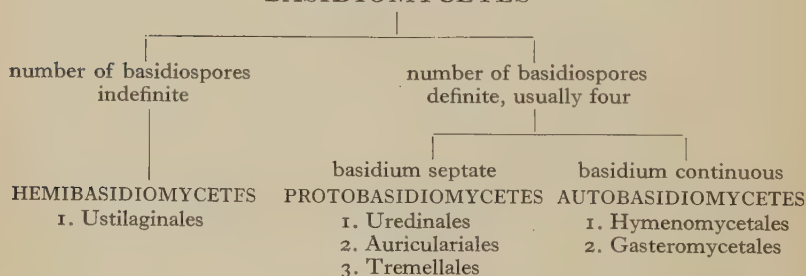 BASIDIOMYCETES
number of basidiospores
indefinite
number of basidiospores
definite, usually four
basidium septate
basidium continuous
HEMIBASIDIOMYCETES
1. Ustilaginales
PROTOBASIDIOMYCETES
1. Uredinales
2. Auriculariales
3. Tremellales
AUTOBASIDIOMYCETES
1. Hymenomycetales
2. Gasteromycetales